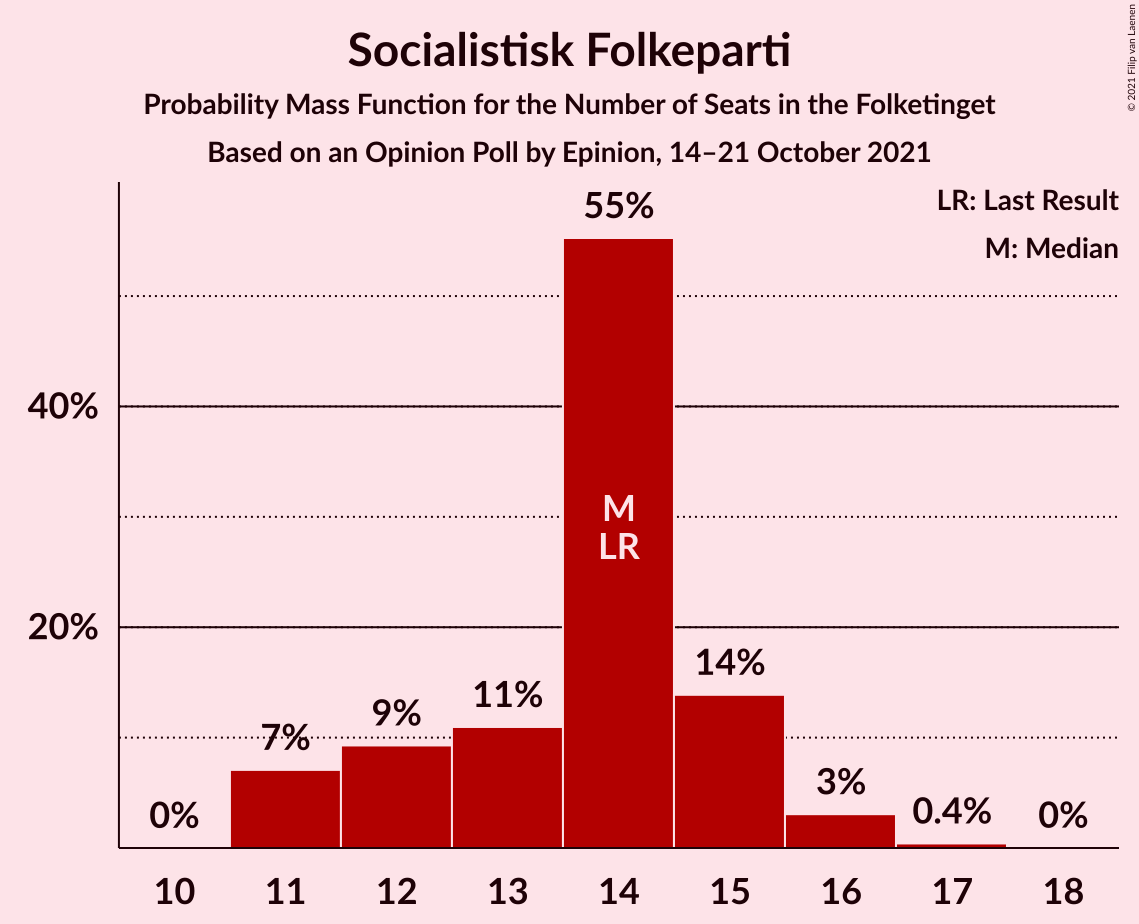 Socialistisk Folkeparti
Probability Mass Function for the Number of Seats in the Folketinget
Based on an Opinion Poll by Epinion, 14–21 October 2021
© 2021 Filip van Laenen
LR: Last Result
M: Median
55%
40%
M
LR
20%
14%
11%
9%
7%
3%
0.4%
0%
0%
10 11 12 13 14 15 16 17 18